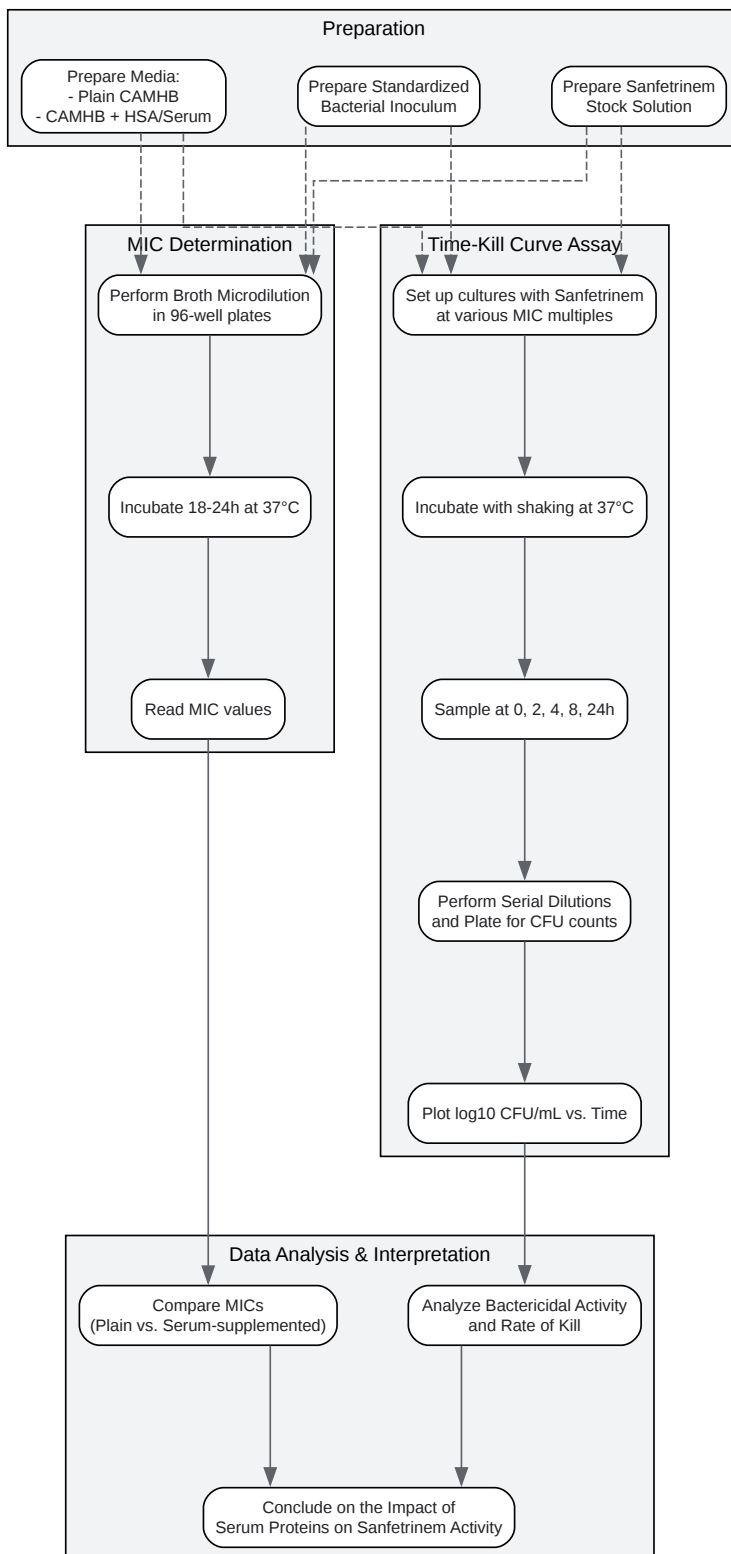 Preparation
Prepare Media:
- Plain CAMHB
- CAMHB + HSA/Serum
Prepare Standardized
Bacterial Inoculum
Prepare Sanfetrinem
Stock Solution
MIC Determination
Perform Broth Microdilution
in 96-well plates
Incubate 18-24h at 37°C
Read MIC values
Time-Kill Curve Assay
Set up cultures with Sanfetrinem
at various MIC multiples
Incubate with shaking at 37°C
Sample at 0, 2, 4, 8, 24h
Perform Serial Dilutions
and Plate for CFU counts
Plot log10 CFU/mL vs. Time
Data Analysis & Interpretation
Compare MICs
(Plain vs. Serum-supplemented)
Analyze Bactericidal Activity
and Rate of Kill
Conclude on the Impact of
Serum Proteins on Sanfetrinem Activity